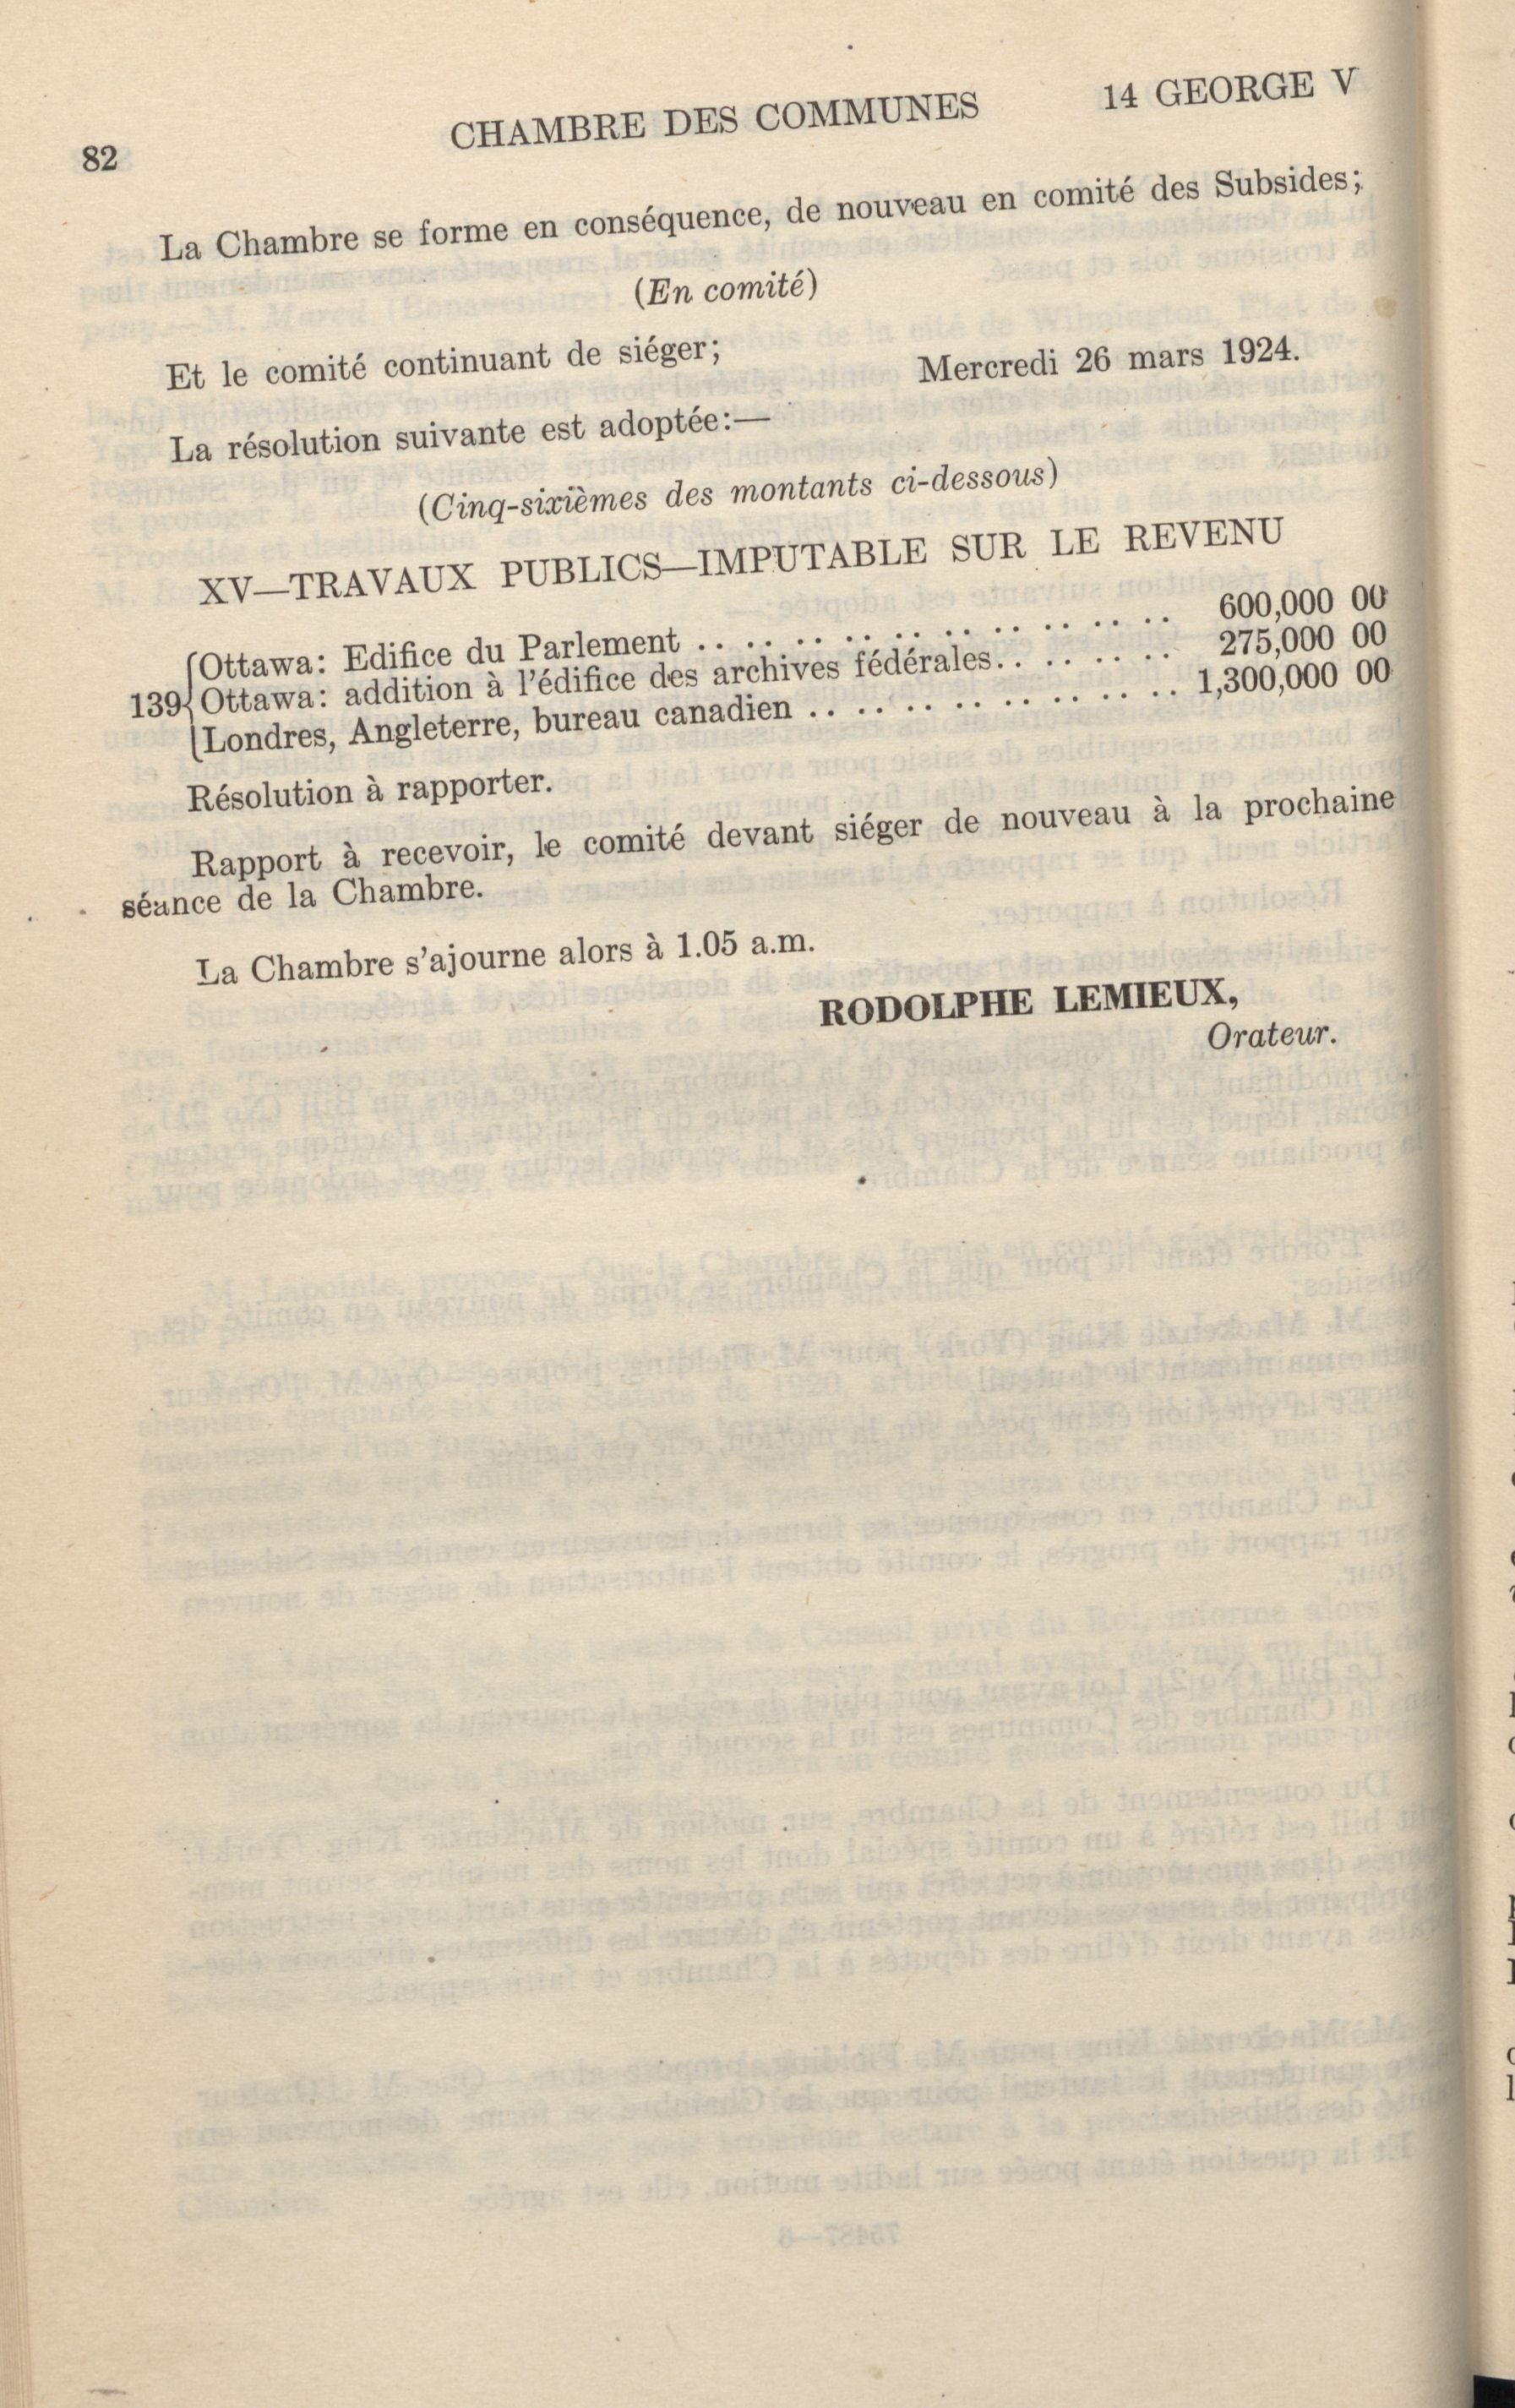 82 CHAMBRE DES COMMUNES 14 GEORGE V
La Chambre se forme en conséquence, de nouveau en comité des Subsides;
(En comité)
Et le comité continuant de siéger;
Mercredi 26 mars 1924.
La résolution suivante est adoptée:—
(Cinq-sixièmes des montants ci-dessous)
XV—TRAVAUX PUBLICS—IMPUTABLE SUR LE REVENU
Ottawa: Edifice du Parlement .. .. .. .. .. .. .. .. .. .. 600,000 00
139 Ottawa: addition à l'édifice des archives fédérales.. .. .. .. 275,000 00
Londres, Angleterre, bureau canadien .. .. .. .. .. .. .. .. 1,300,000 00
Résolution à rapporter.
Rapport à recevoir, le comité devant siéger de nouveau à la prochaine
séance de la Chambre.
La Chambre s'ajourne alors à 1.05 a.m.
RODOLPHE LEMIEUX,
Orateur.